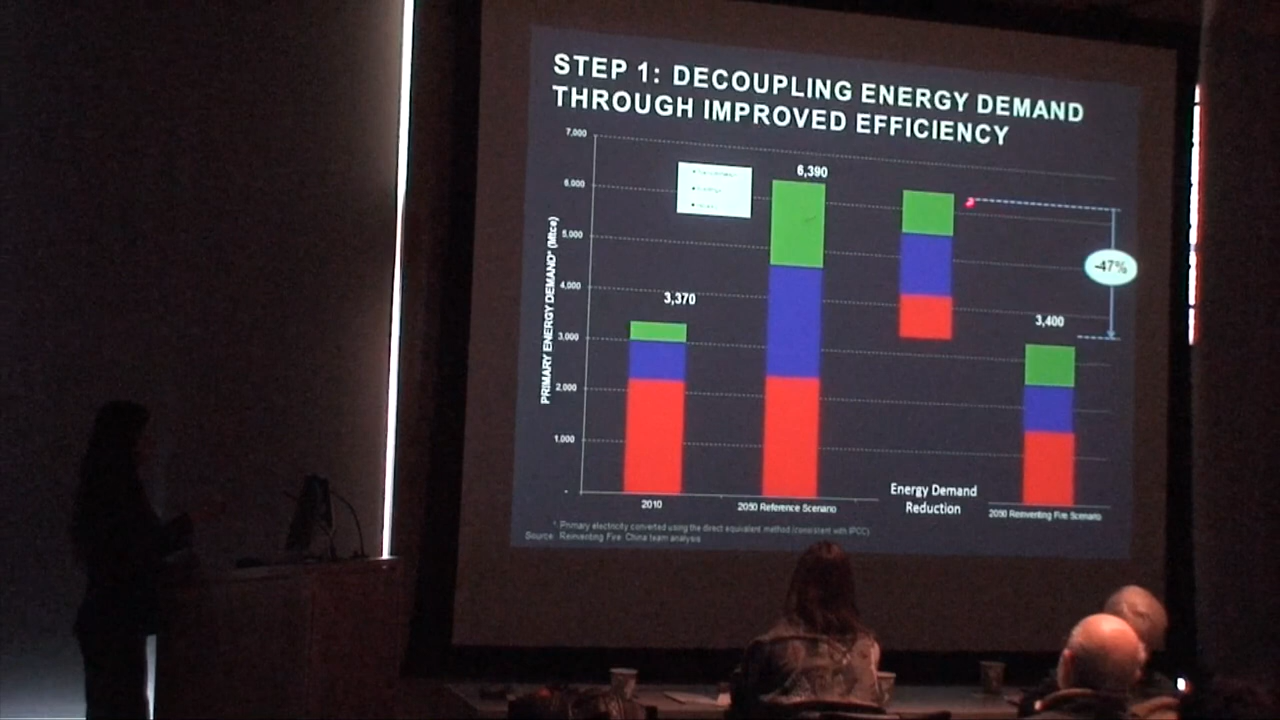 STEP 1: DECOUPLING ENERGY DEMAND
THROUGH IMPROVED EFFICIENCY
7,000
6,000
5,000
4,000
3,000
2,000
1,000
-
PRIMARY ENERGY DEMAND* (Mtce)
3,370
6,390
3,400
-47%
2010
2050 Reference Scenario
Energy Demand
Reduction
2050 Reinventing Fire Scenario
* Primary electricity converted using the direct equivalent method (consistent with IPCC)
Source: Reinventing Fire: China team analysis